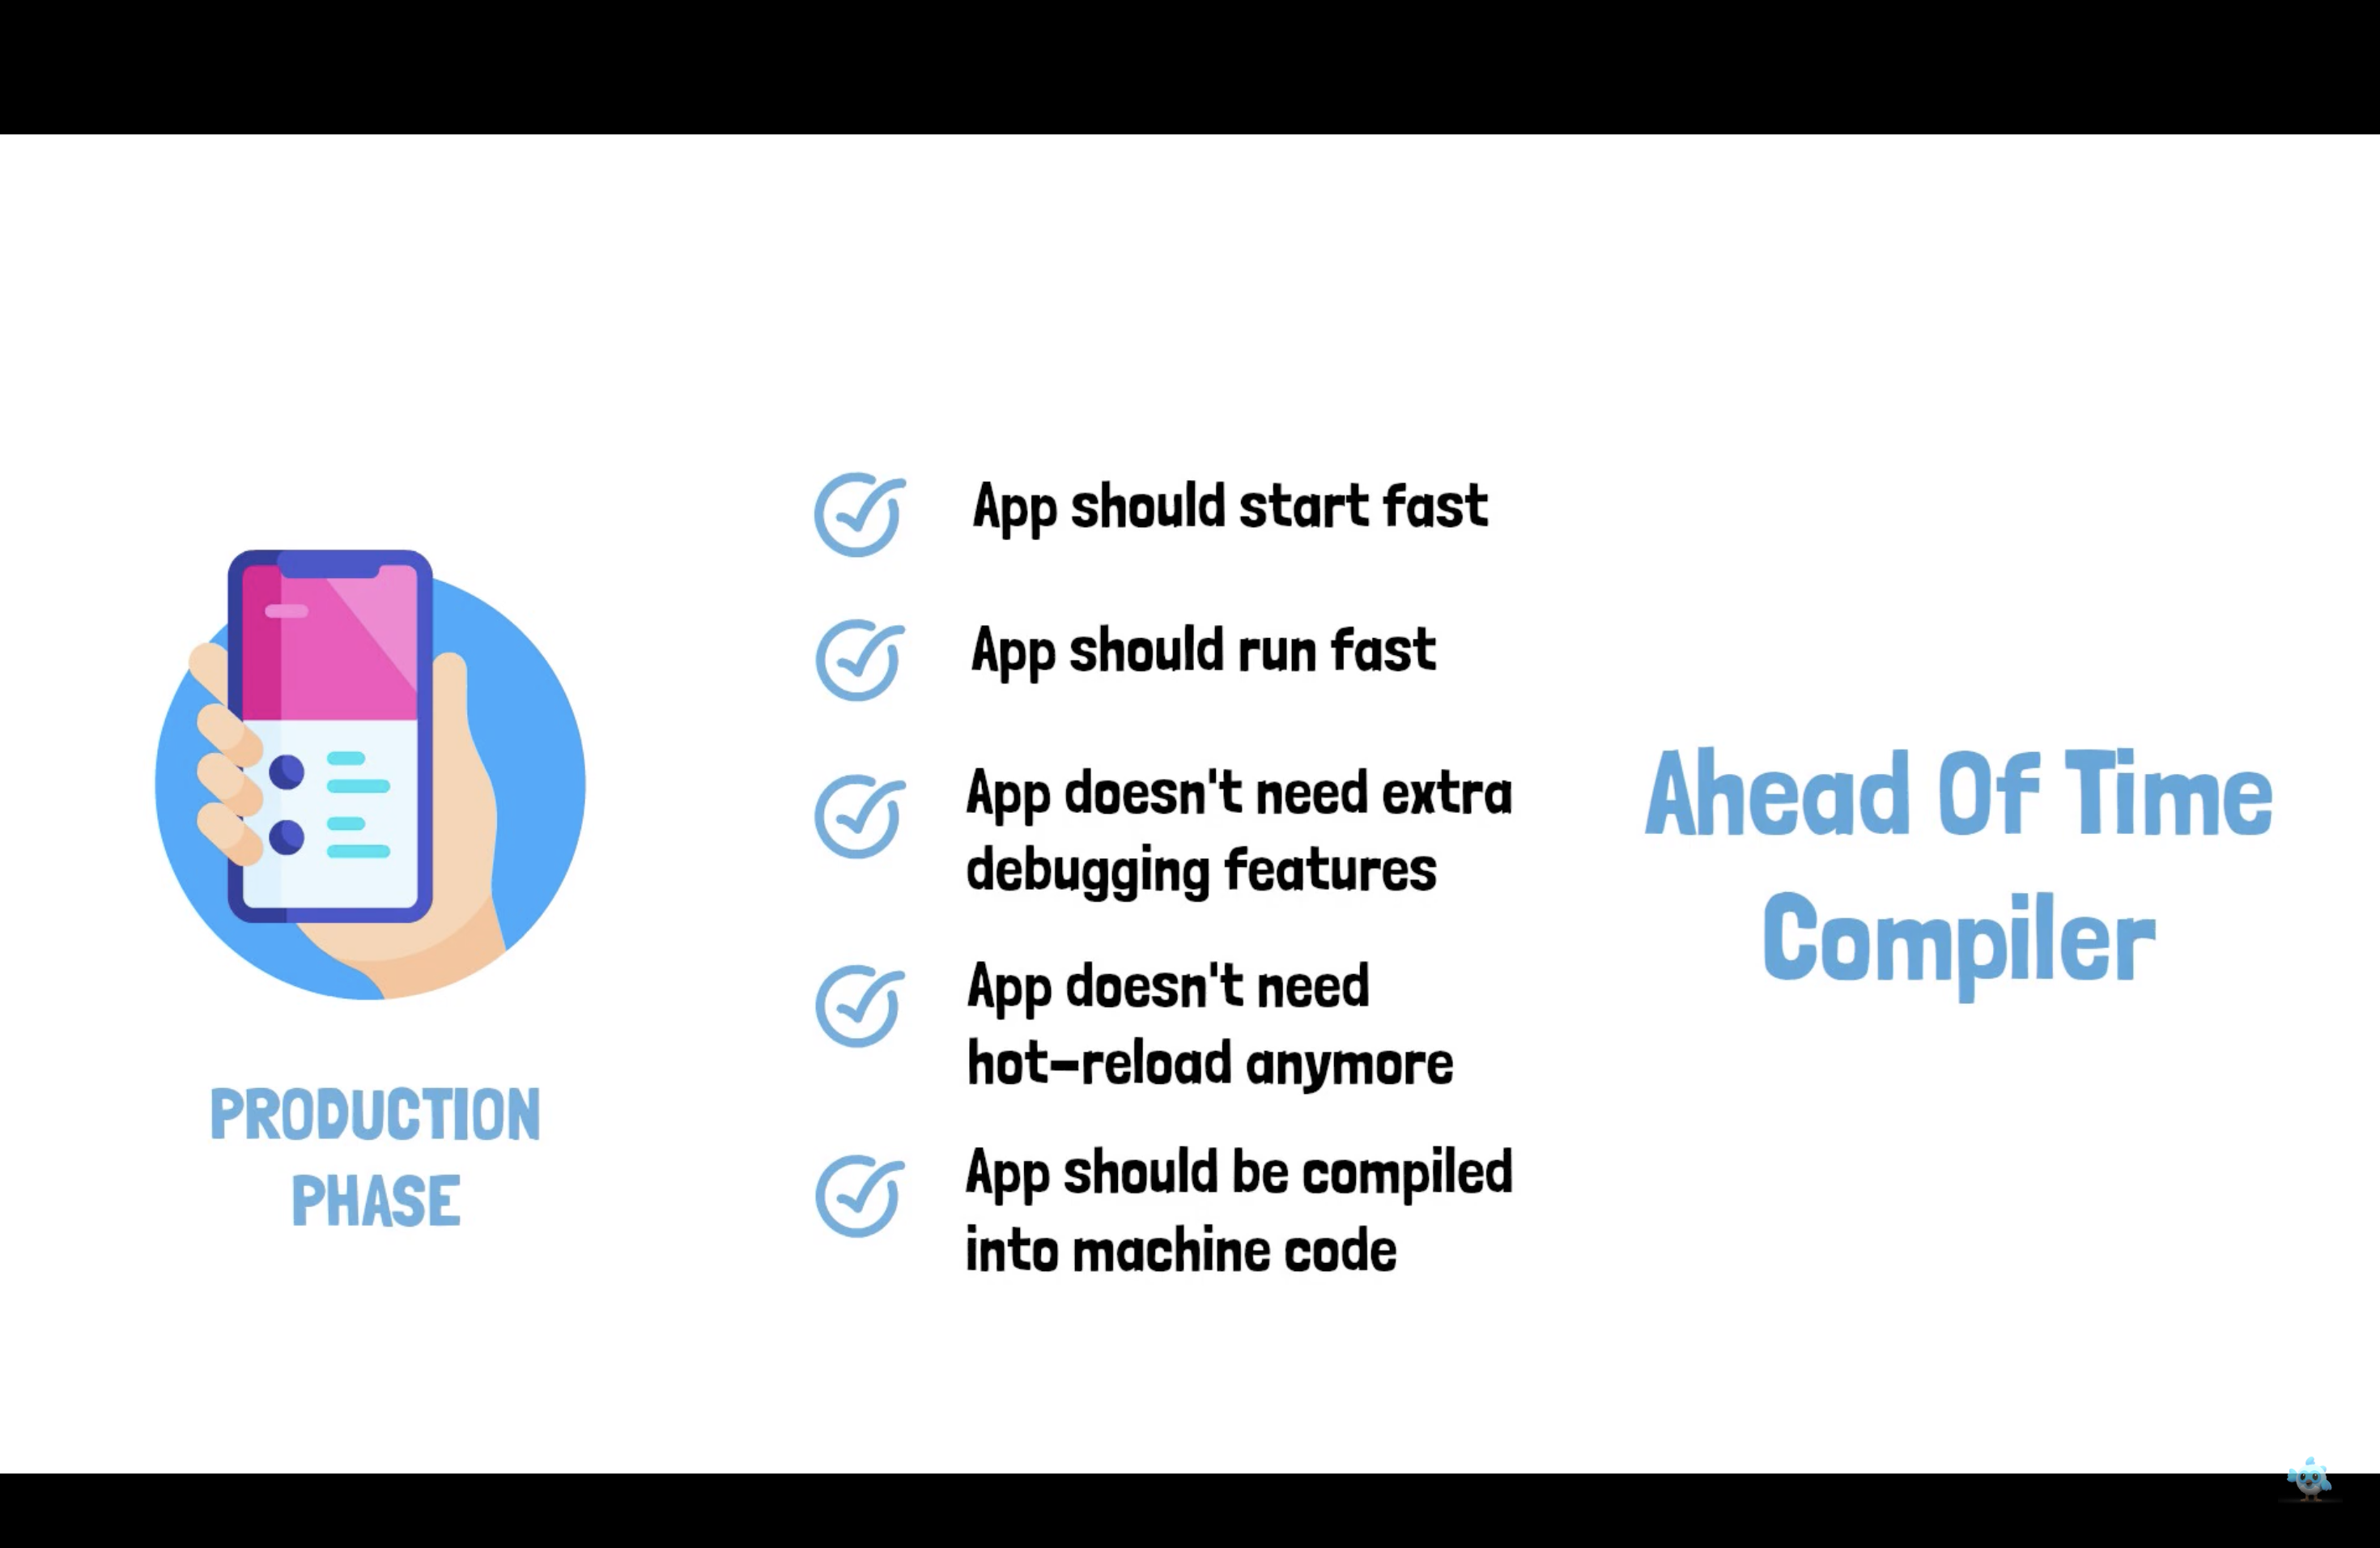 App should start fast
App should run fast
App doesn't need extra
debugging features
App doesn't need
hot-reload anymore
App should be compiled
into machine code
PRODUCTION
PHASE
Ahead Of Time
Compiler